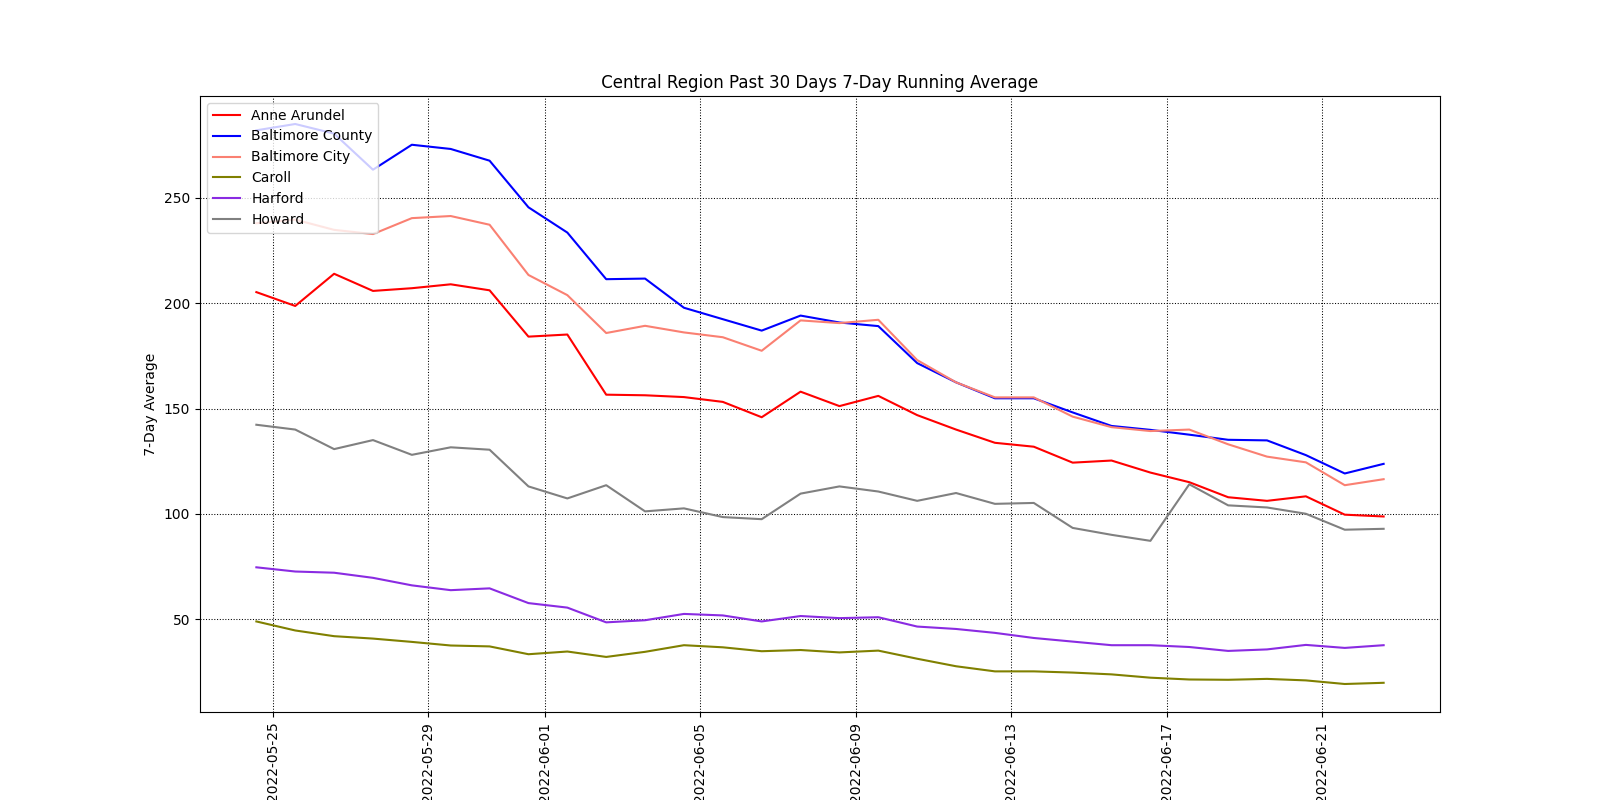 Central Region Past 30 Days 7-Day Running Average
Anne Arundel
Baltimore County
Baltimore City
Caroll
Harford
Howard
7-Day Average
250
200
150
100
50
2022-05-25
2022-05-29
2022-06-01
2022-06-05
2022-06-09
2022-06-13
2022-06-17
2022-06-21